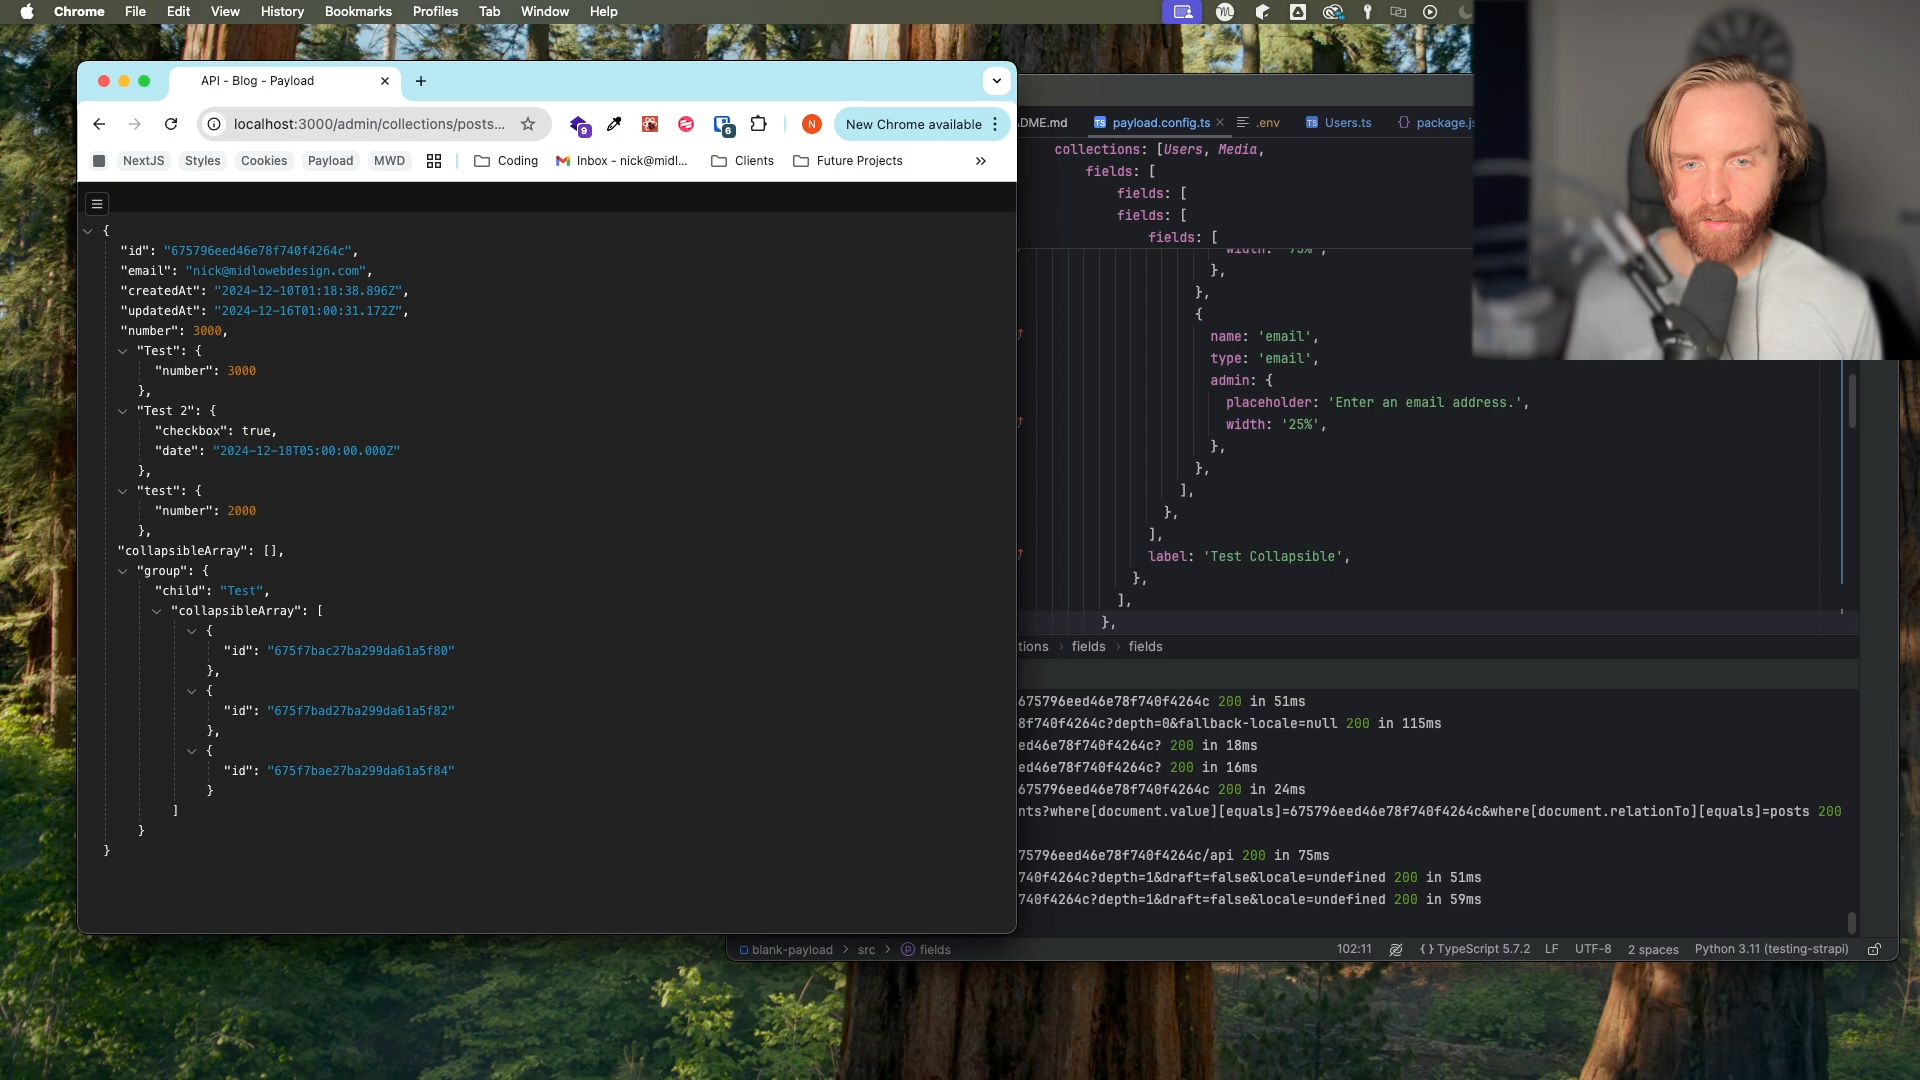 Chrome File Edit View History Bookmarks Profiles Tab Window Help
API - Blog - Payload
localhost:3000/admin/collections/posts...
9
6
N
New Chrome available
NextJS Styles Cookies Payload MWD Coding Inbox - nick@midl... Clients Future Projects
{
"id": "675796eed46e78f740f4264c",
"email": "nick@midlowebdesign.com",
"createdAt": "2024-12-10T01:18:38.896Z",
"updatedAt": "2024-12-16T01:00:31.172Z",
"number": 3000,
"Test": {
"number": 3000
},
"Test 2": {
"checkbox": true,
"date": "2024-12-18T05:00:00.000Z"
},
"test": {
"number": 2000
},
"collapsibleArray": [],
"group": {
"child": "Test",
"collapsibleArray": [
{
"id": "675f7bac27ba299da61a5f80"
},
{
"id": "675f7bad27ba299da61a5f82"
},
{
"id": "675f7bae27ba299da61a5f84"
}
]
}
}
DME.md payload.config.ts .env Users.ts package.js
collections: [Users, Media,
fields: [
fields: [
fields: [
fields: [
width: '75%',
},
},
{
name: 'email',
type: 'email',
admin: {
placeholder: 'Enter an email address.',
width: '25%',
},
},
],
},
],
label: 'Test Collapsible',
},
],
},
tions › fields › fields
675796eed46e78f740f4264c 200 in 51ms
8f740f4264c?depth=0&fallback-locale=null 200 in 115ms
ed46e78f740f4264c? 200 in 18ms
ed46e78f740f4264c? 200 in 16ms
675796eed46e78f740f4264c 200 in 24ms
nts?where[document.value][equals]=675796eed46e78f740f4264c&where[document.relationTo][equals]=posts 200
75796eed46e78f740f4264c/api 200 in 75ms
740f4264c?depth=1&draft=false&locale=undefined 200 in 51ms
740f4264c?depth=1&draft=false&locale=undefined 200 in 59ms
blank-payload › src › fields
102:11 TypeScript 5.7.2 LF UTF-8 2 spaces Python 3.11 (testing-strapi)